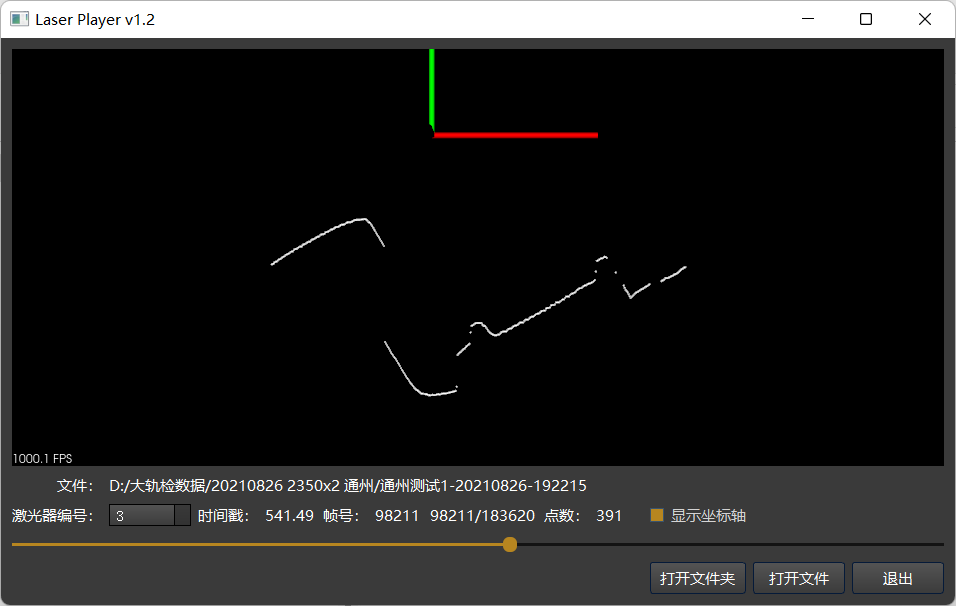 Laser Player v1.2
1000.1 FPS
文件： D:/大轨检数据/20210826 2350x2 通州/通州测试1-20210826-192215
激光器编号： 3 时间戳： 541.49 帧号： 98211 98211/183620 点数： 391 显示坐标轴
打开文件夹 打开文件 退出